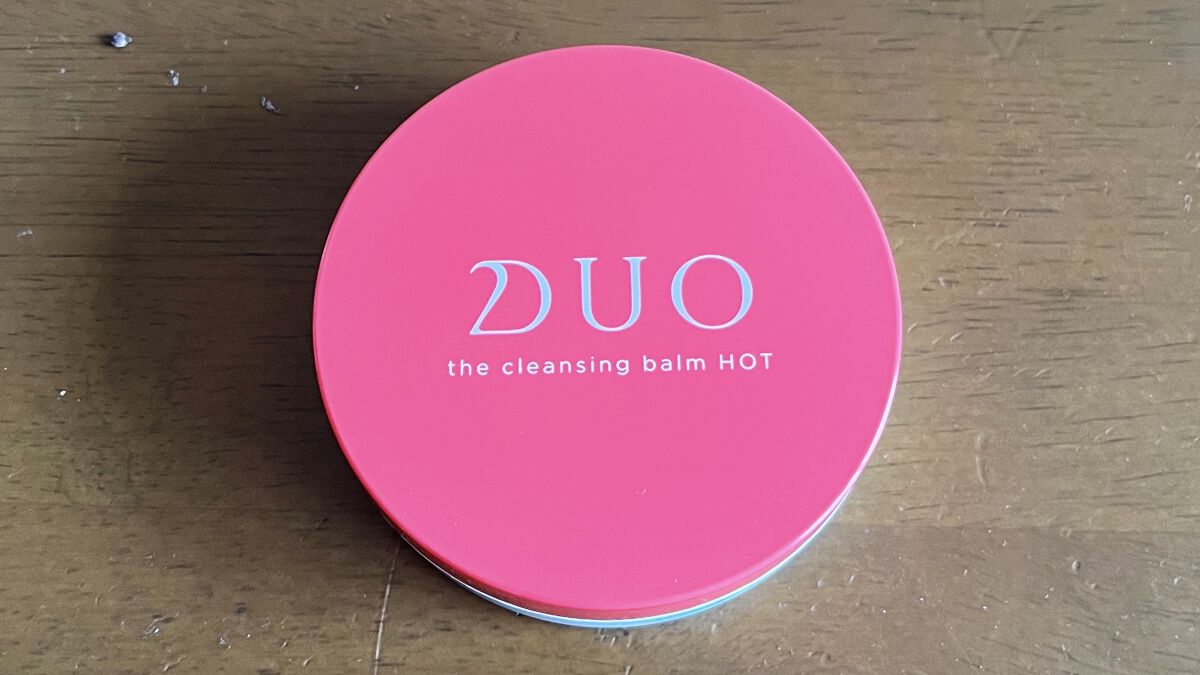 DUO
the cleansing balm HOT